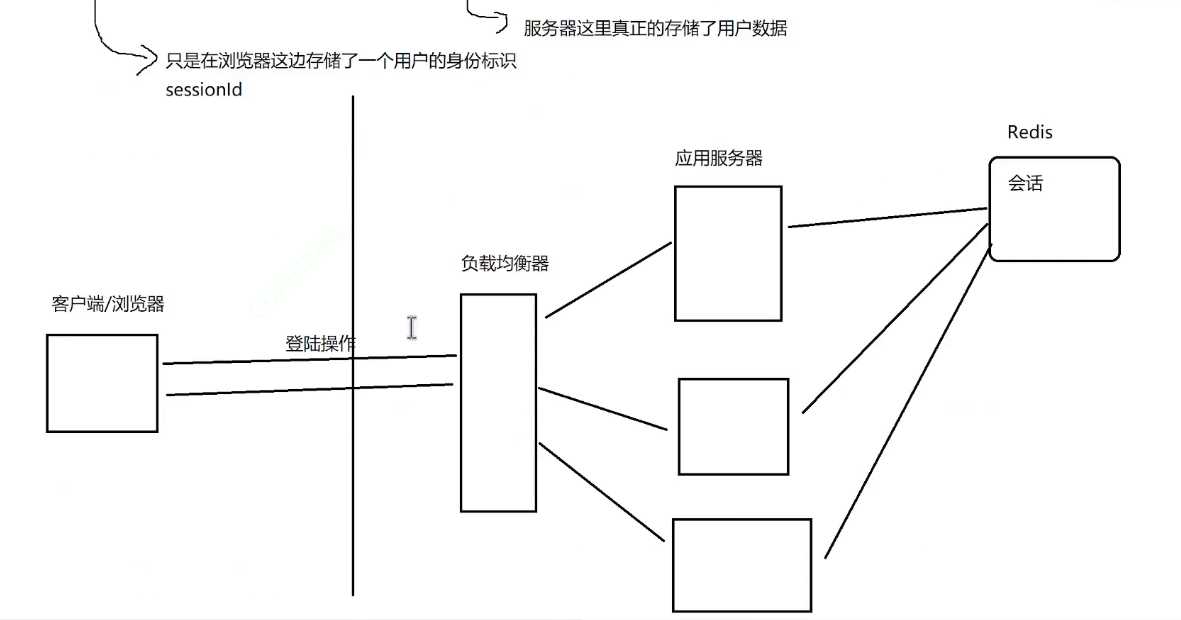 服务器这里真正的存储了用户数据
只是在浏览器这边存储了一个用户的身份标识
sessionId
Redis
应用服务器
会话
负载均衡器
客户端/浏览器
登陆操作